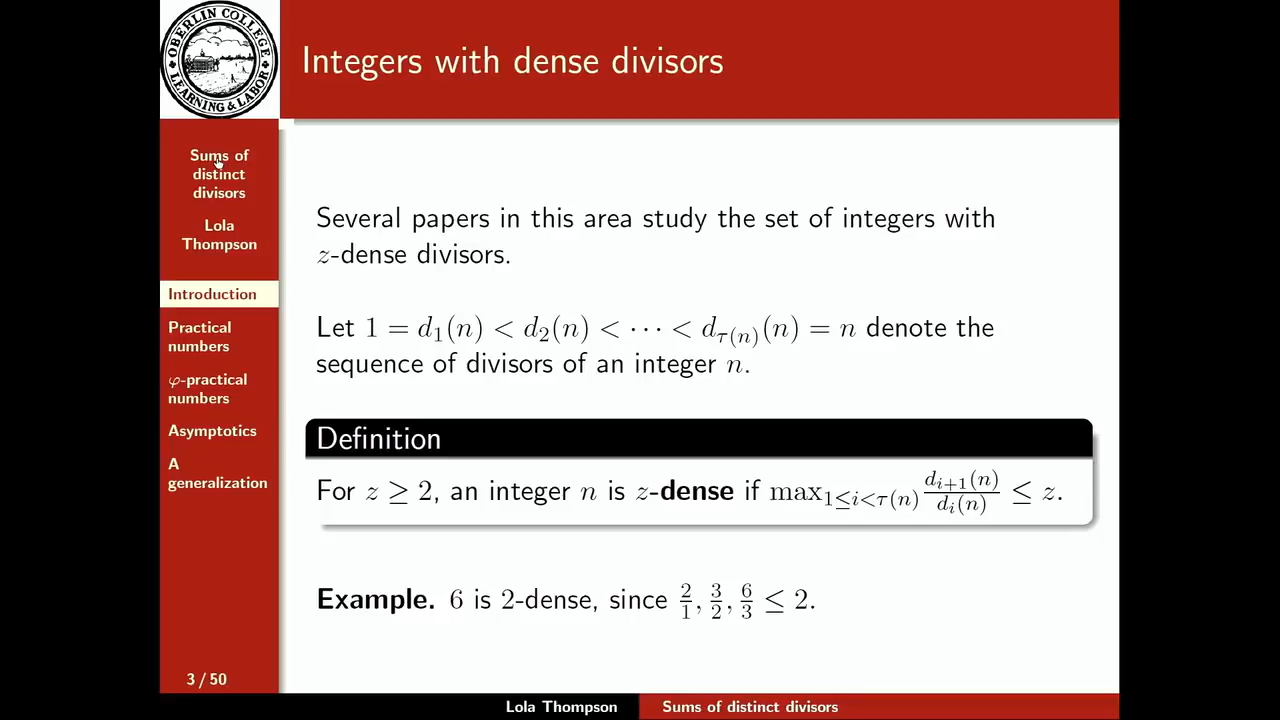 OBERLIN COLLEGE
LEARNING & LABOR
Integers with dense divisors
Sums of
distinct
divisors
Lola
Thompson
Introduction
Practical
numbers
φ-practical
numbers
Asymptotics
A
generalization
3 / 50
Several papers in this area study the set of integers with
z-dense divisors.
Let 1 = d₁(n) < d₂(n) < ⋯ < d_{τ(n)}(n) = n denote the
sequence of divisors of an integer n.
Definition
For z ≥ 2, an integer n is z-dense if max_{1≤i<τ(n)} d_{i+1}(n)/d_i(n) ≤ z.
Example. 6 is 2-dense, since 2/1, 3/2, 6/3 ≤ 2.
Lola Thompson
Sums of distinct divisors